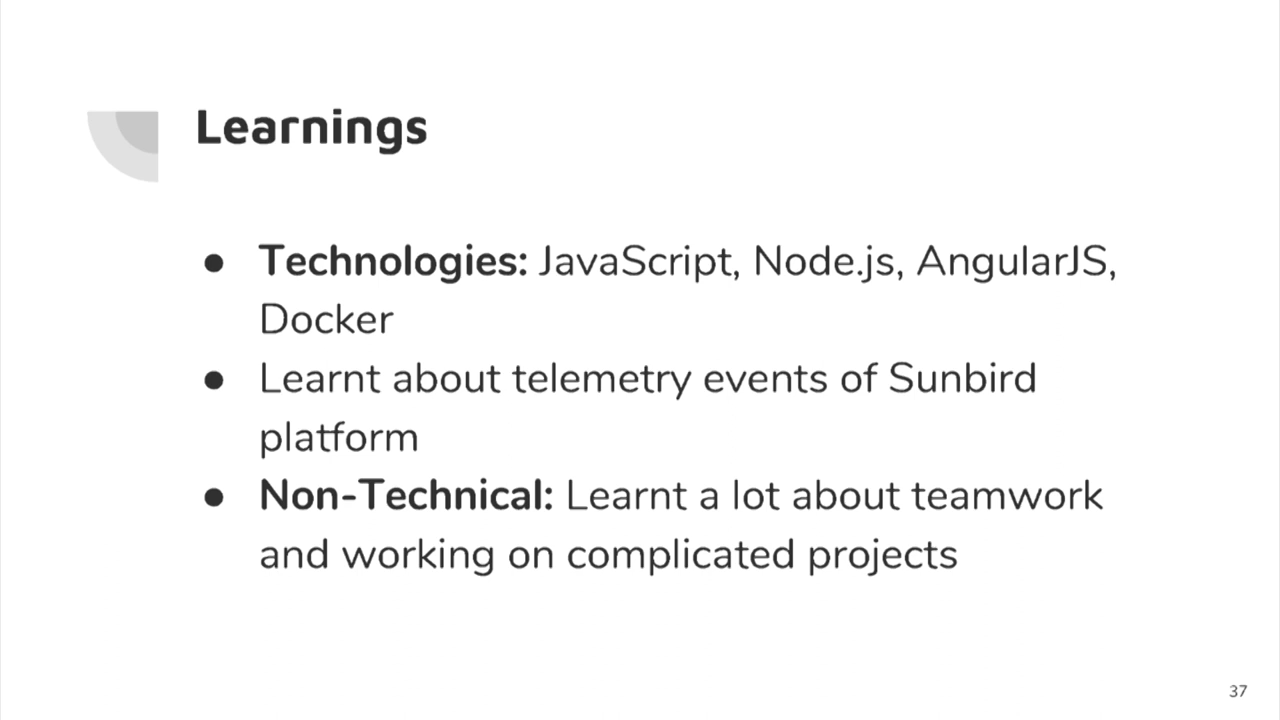 Learnings
● Technologies: JavaScript, Node.js, AngularJS,
Docker
● Learnt about telemetry events of Sunbird
platform
● Non-Technical: Learnt a lot about teamwork
and working on complicated projects
37